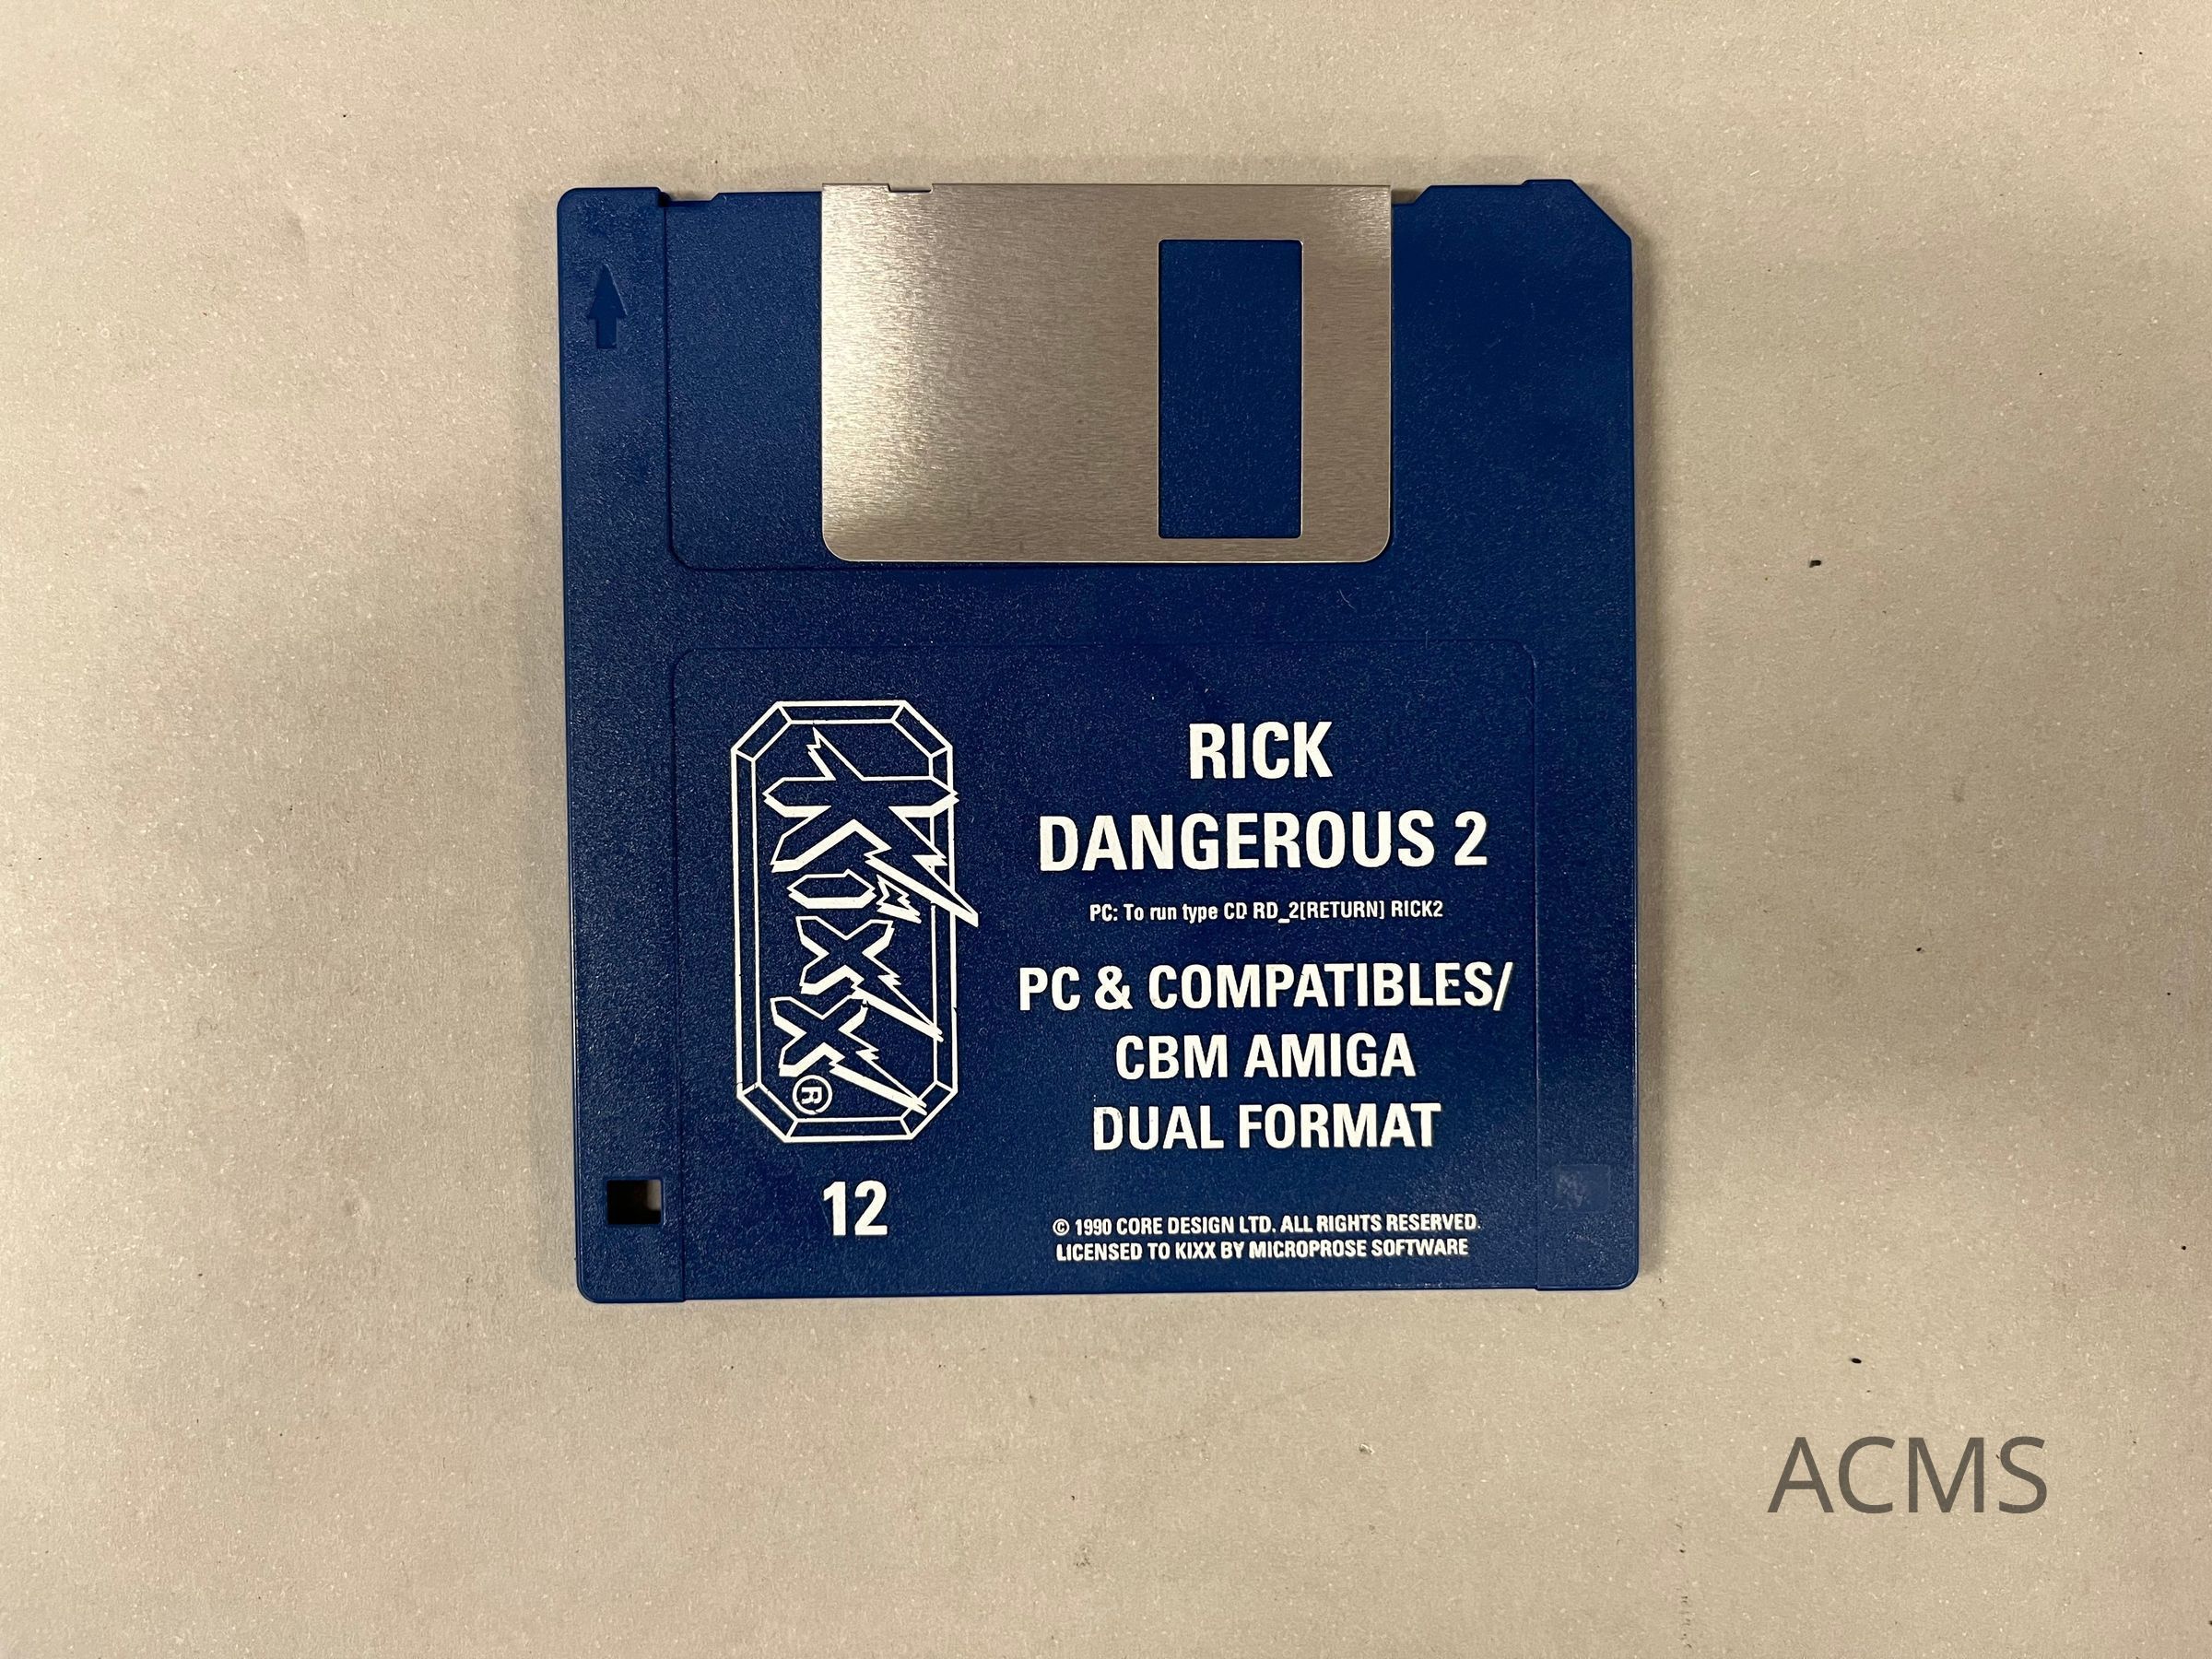 KIXX®
RICK
DANGEROUS 2
PC: To run type CD RD_2[RETURN] RICK2
PC & COMPATIBLES/
CBM AMIGA
DUAL FORMAT
12
© 1990 CORE DESIGN LTD. ALL RIGHTS RESERVED.
LICENSED TO KIXX BY MICROPROSE SOFTWARE
ACMS